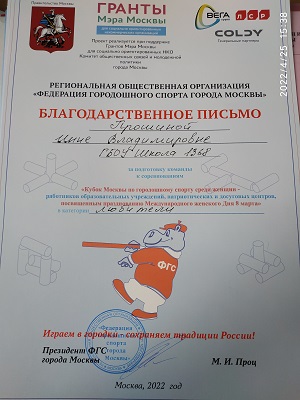 Правительство Москвы
ГРАНТЫ
Мэра Москвы
ВЕГА
ЛСР
COLDY
Проект реализуется при поддержке
Грантов Мэра Москвы
для социально ориентированных НКО
Комитет общественных связей и молодежной
политики
города Москвы
РЕГИОНАЛЬНАЯ ОБЩЕСТВЕННАЯ ОРГАНИЗАЦИЯ
«ФЕДЕРАЦИЯ ГОРОДОШНОГО СПОРТА ГОРОДА МОСКВЫ»
БЛАГОДАРСТВЕННОЕ ПИСЬМО
Прошиной
Владимировне
ГБОУ Школа 1368
за подготовку команды
к соревнованиям
«Кубок Москвы по городошному спорту среди женщин -
работников образовательных учреждений, патриотических и досуговых центров,
посвященным празднованию Международного женского Дня 8 марта»
в категории любители
ФГС
Играем в городки - сохраняем традиции России!
Федерация
городошного
спорта
города
Москвы
Президент ФГС
города Москвы
М. И. Проц
Москва, 2022 год
2022/4/25 15:38